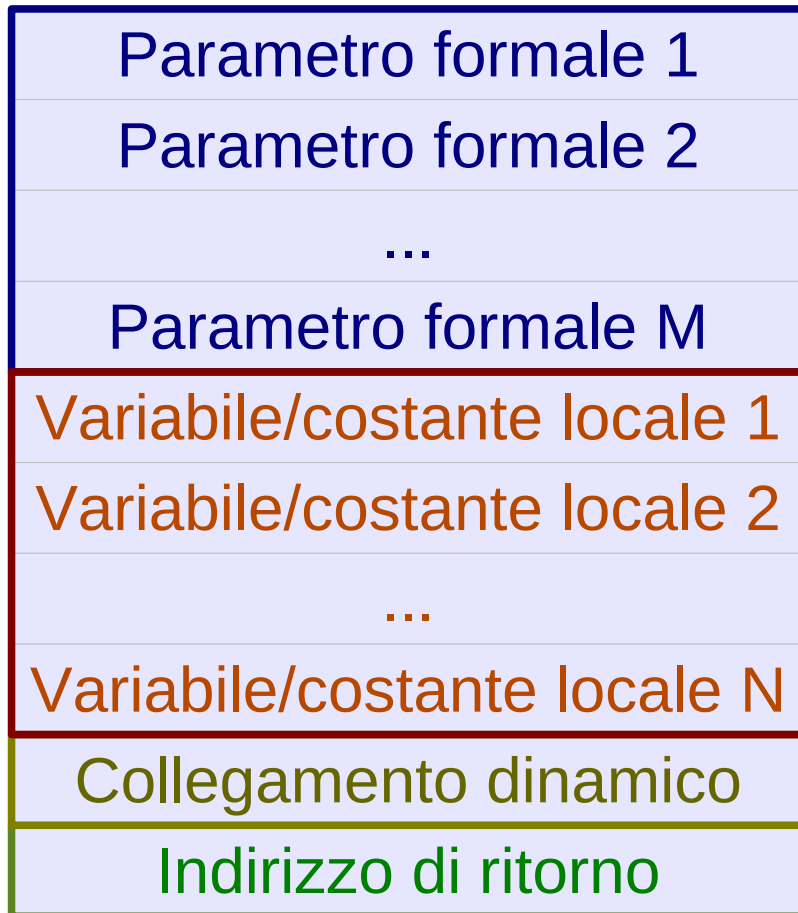 Parametro formale 1
Parametro formale 2
...
Parametro formale M
Variabile/costante locale 1
Variabile/costante locale 2
...
Variabile/costante locale N
Collegamento dinamico
Indirizzo di ritorno